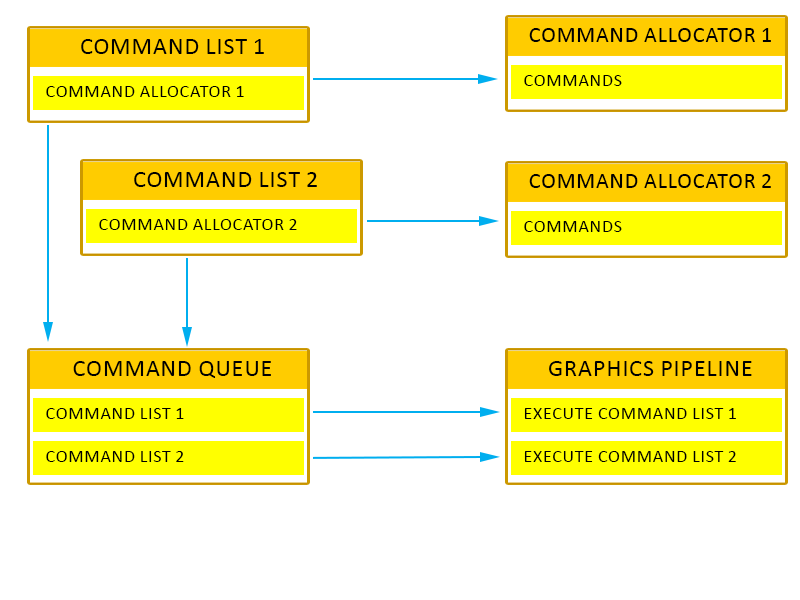 COMMAND LIST 1
COMMAND ALLOCATOR 1
COMMAND ALLOCATOR 1
COMMANDS
COMMAND LIST 2
COMMAND ALLOCATOR 2
COMMAND ALLOCATOR 2
COMMANDS
COMMAND QUEUE
COMMAND LIST 1
COMMAND LIST 2
GRAPHICS PIPELINE
EXECUTE COMMAND LIST 1
EXECUTE COMMAND LIST 2